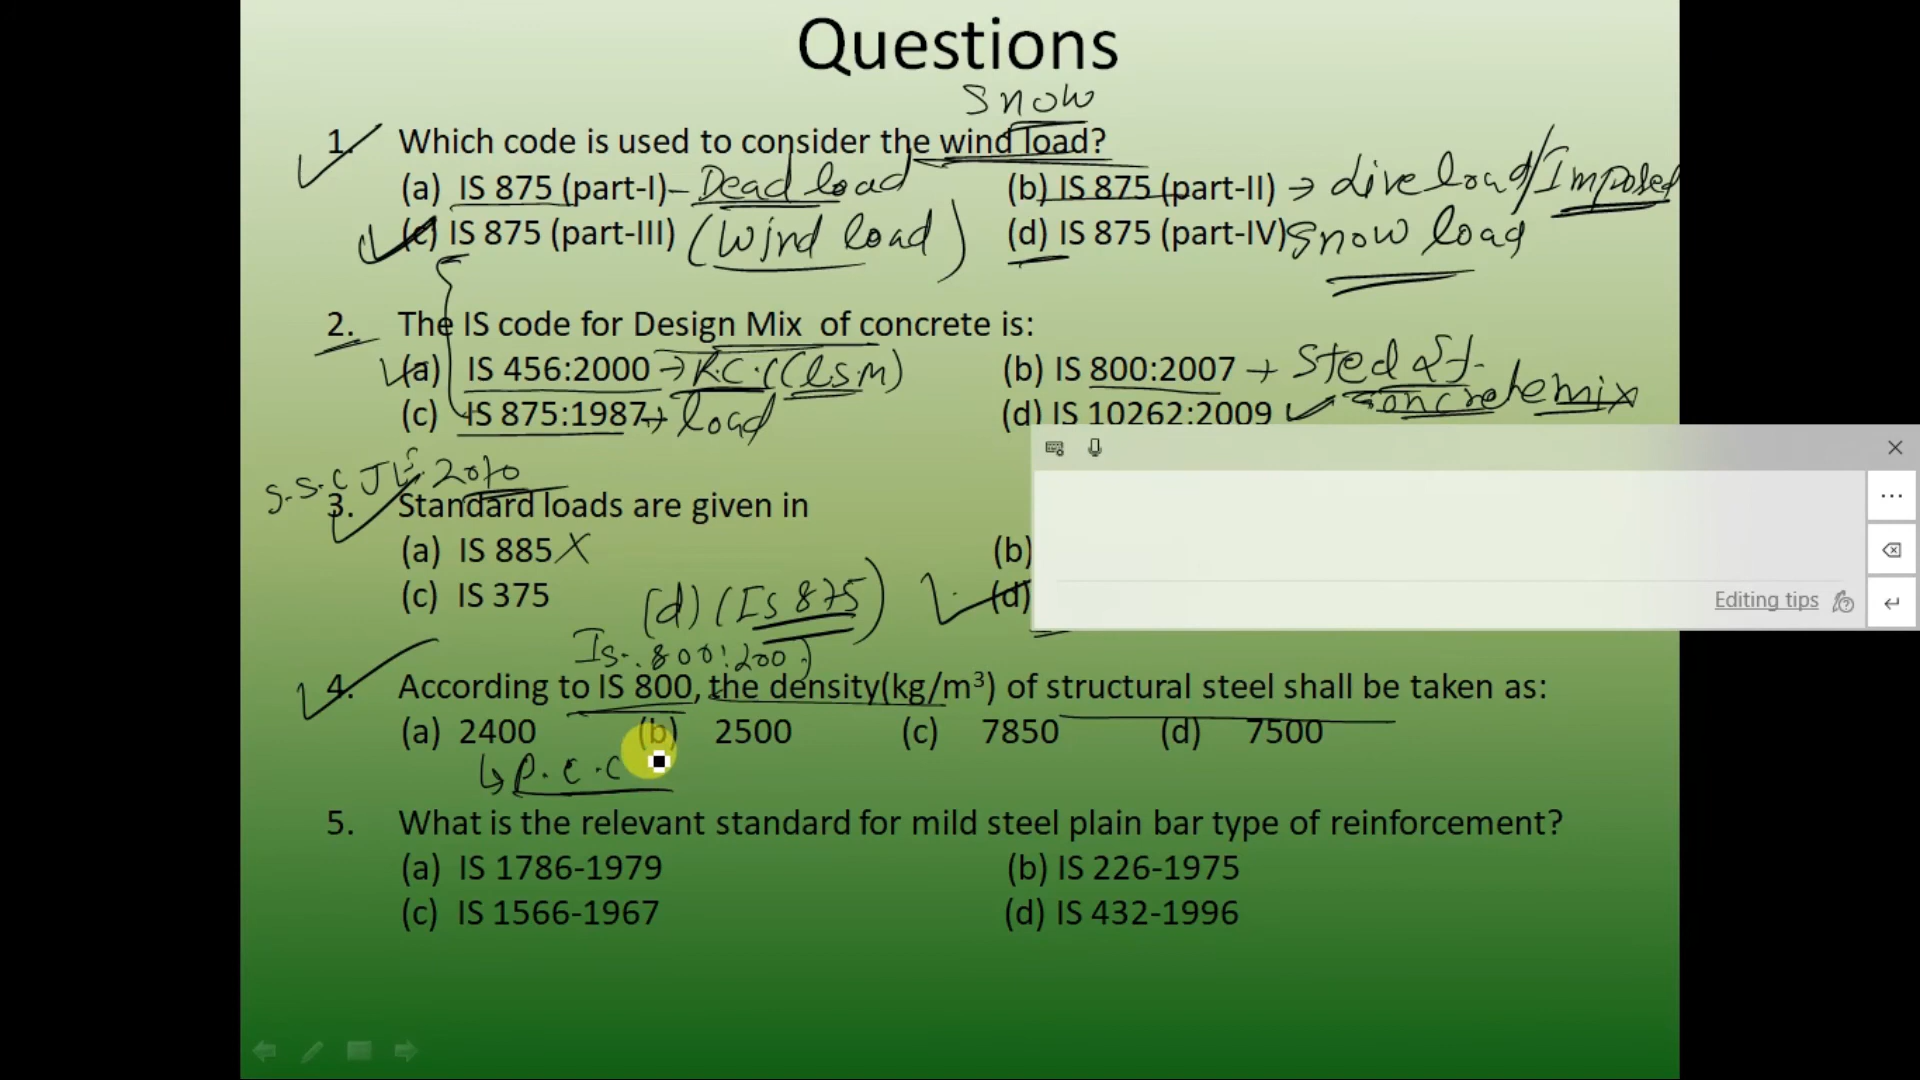 Questions
Snow
1. Which code is used to consider the wind load?
(a) IS 875 (part-I) – Dead load (b) IS 875 (part-II) → Live load/Imposed
(c) IS 875 (part-III) (Wind load) (d) IS 875 (part-IV) Snow load
2. The IS code for Design Mix of concrete is:
(a) IS 456:2000 → R.C.C (L.S.M) (b) IS 800:2007 →
(c) IS 875:1987 → load (d) IS 10262:2009 concrete mix
S.S.C JE
3. Standard loads are given in
(a) IS 885 X (b)
(c) IS 375 (d) (Is 875) (d)
Is.
4. According to IS 800, the density(kg/m³) of structural steel shall be taken as:
(a) 2400 (b) 2500 (c) 7850 (d) 7500
↳ P.C.C
5. What is the relevant standard for mild steel plain bar type of reinforcement?
(a) IS 1786-1979 (b) IS 226-1975
(c) IS 1566-1967 (d) IS 432-1996
Editing tips